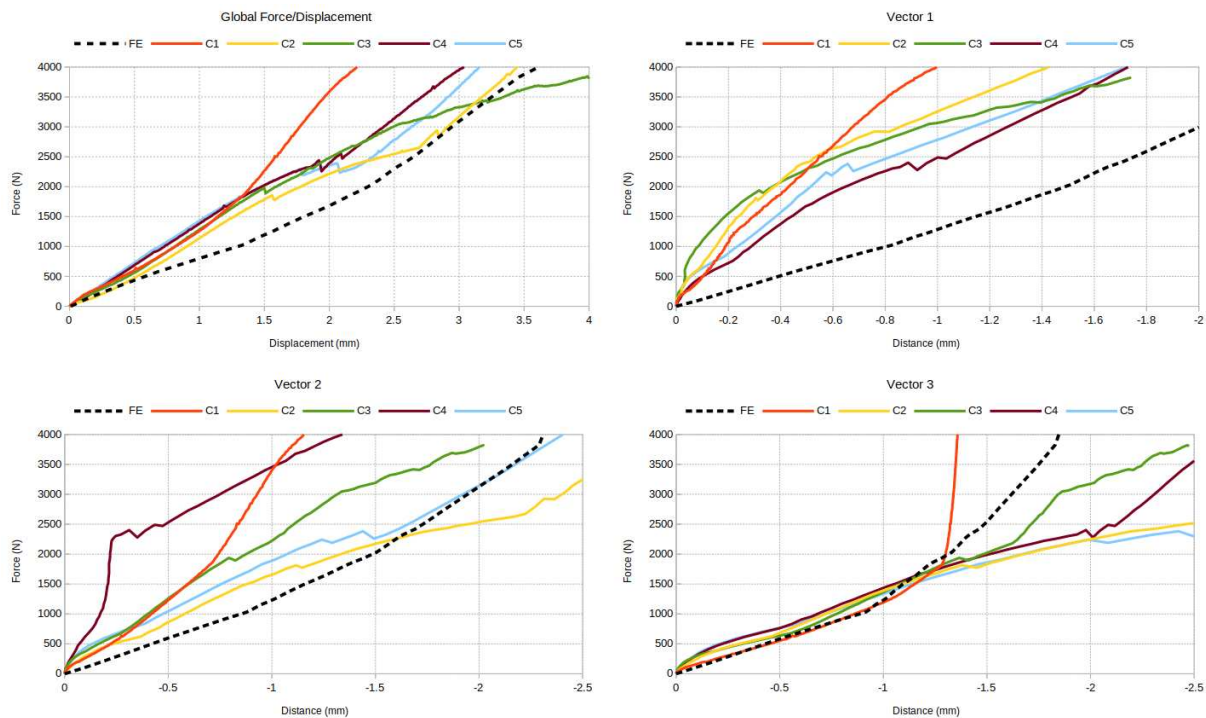 Global Force/Displacement
FE C1 C2 C3 C4 C5
4000
3500
3000
2500
2000
1500
1000
500
0
Force (N)
0 0.5 1 1.5 2 2.5 3 3.5 4
Displacement (mm)
Vector 1
FE C1 C2 C3 C4 C5
4000
3500
3000
2500
2000
1500
1000
500
0
Force (N)
0 -0.2 -0.4 -0.6 -0.8 -1 -1.2 -1.4 -1.6 -1.8 -2
Distance (mm)
Vector 2
FE C1 C2 C3 C4 C5
4000
3500
3000
2500
2000
1500
1000
500
0
Force (N)
0 -0.5 -1 -1.5 -2 -2.5
Distance (mm)
Vector 3
FE C1 C2 C3 C4 C5
4000
3500
3000
2500
2000
1500
1000
500
0
Force (N)
0 -0.5 -1 -1.5 -2 -2.5
Distance (mm)